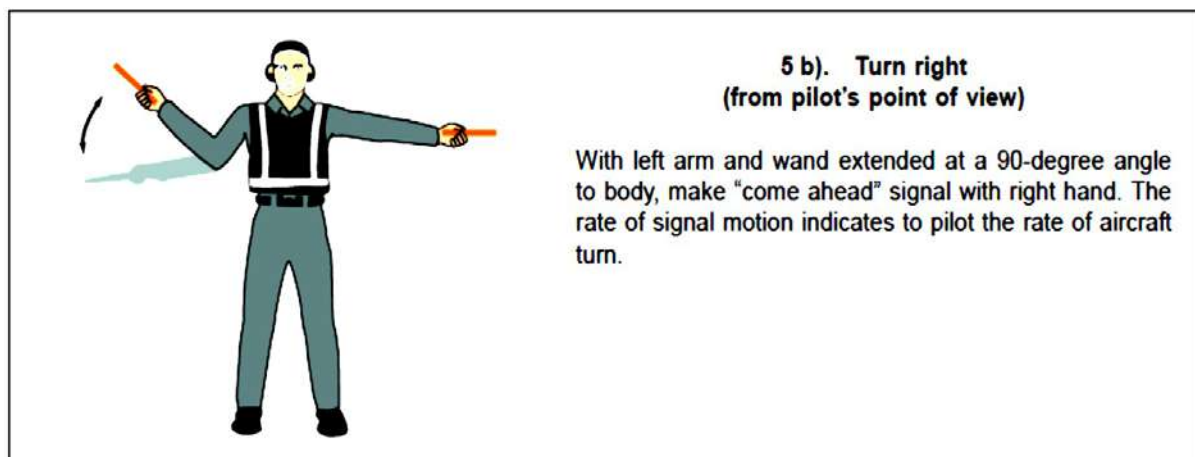 5 b). Turn right
(from pilot's point of view)
With left arm and wand extended at a 90-degree angle
to body, make “come ahead” signal with right hand. The
rate of signal motion indicates to pilot the rate of aircraft
turn.